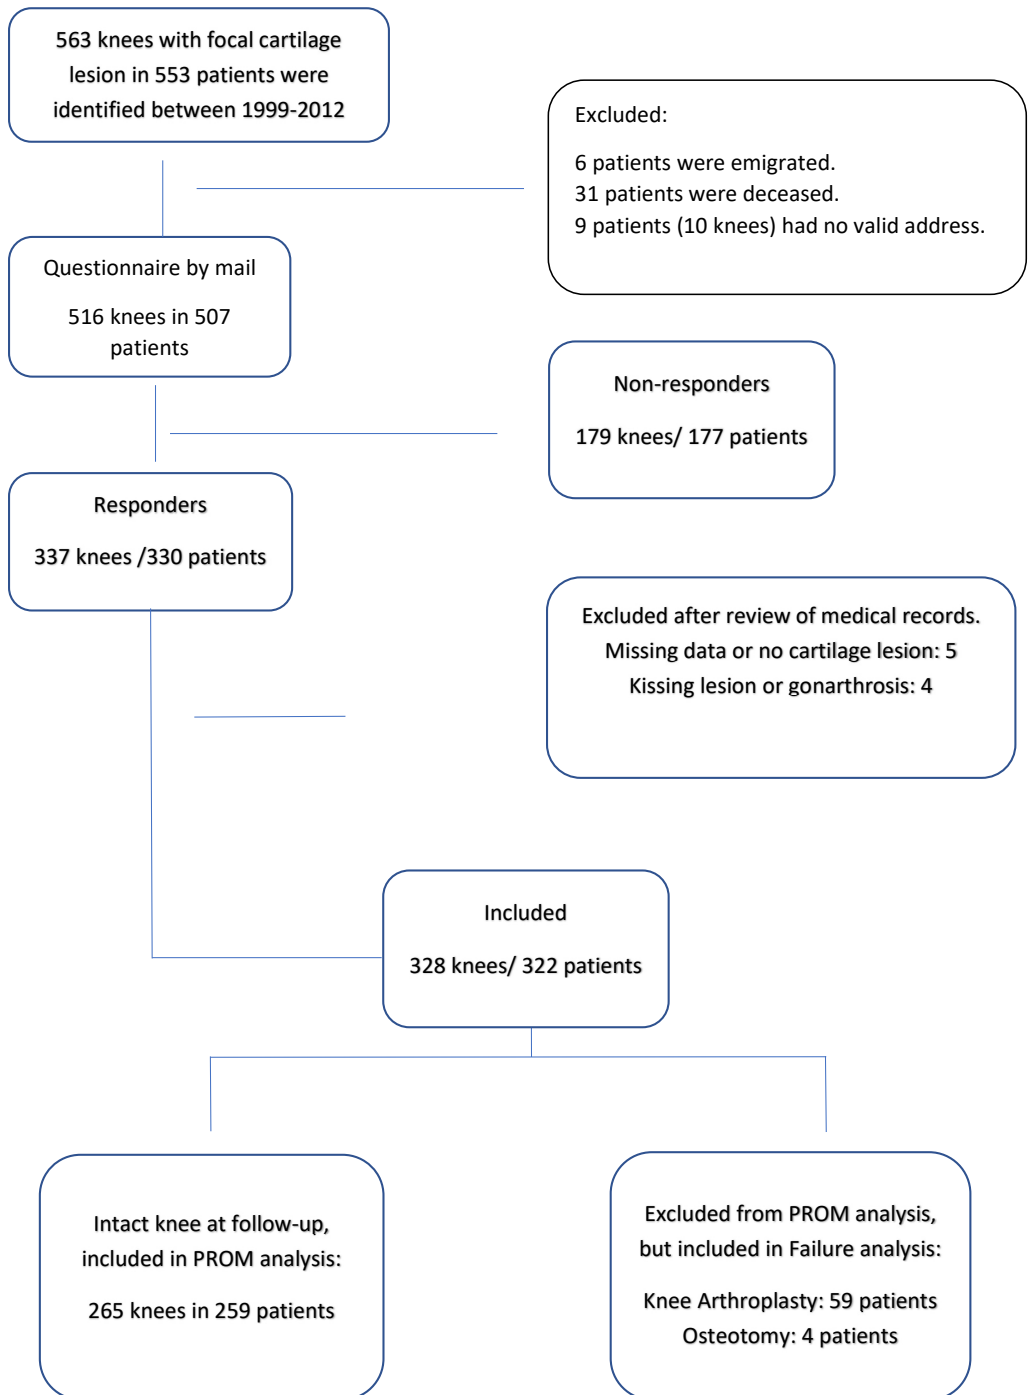 563 knees with focal cartilage
lesion in 553 patients were
identified between 1999-2012
Excluded:
6 patients were emigrated.
31 patients were deceased.
9 patients (10 knees) had no valid address.
Questionnaire by mail
516 knees in 507
patients
Non-responders
179 knees/ 177 patients
Responders
337 knees /330 patients
Excluded after review of medical records.
Missing data or no cartilage lesion: 5
Kissing lesion or gonarthrosis: 4
Included
328 knees/ 322 patients
Intact knee at follow-up,
included in PROM analysis:
265 knees in 259 patients
Excluded from PROM analysis,
but included in Failure analysis:
Knee Arthroplasty: 59 patients
Osteotomy: 4 patients